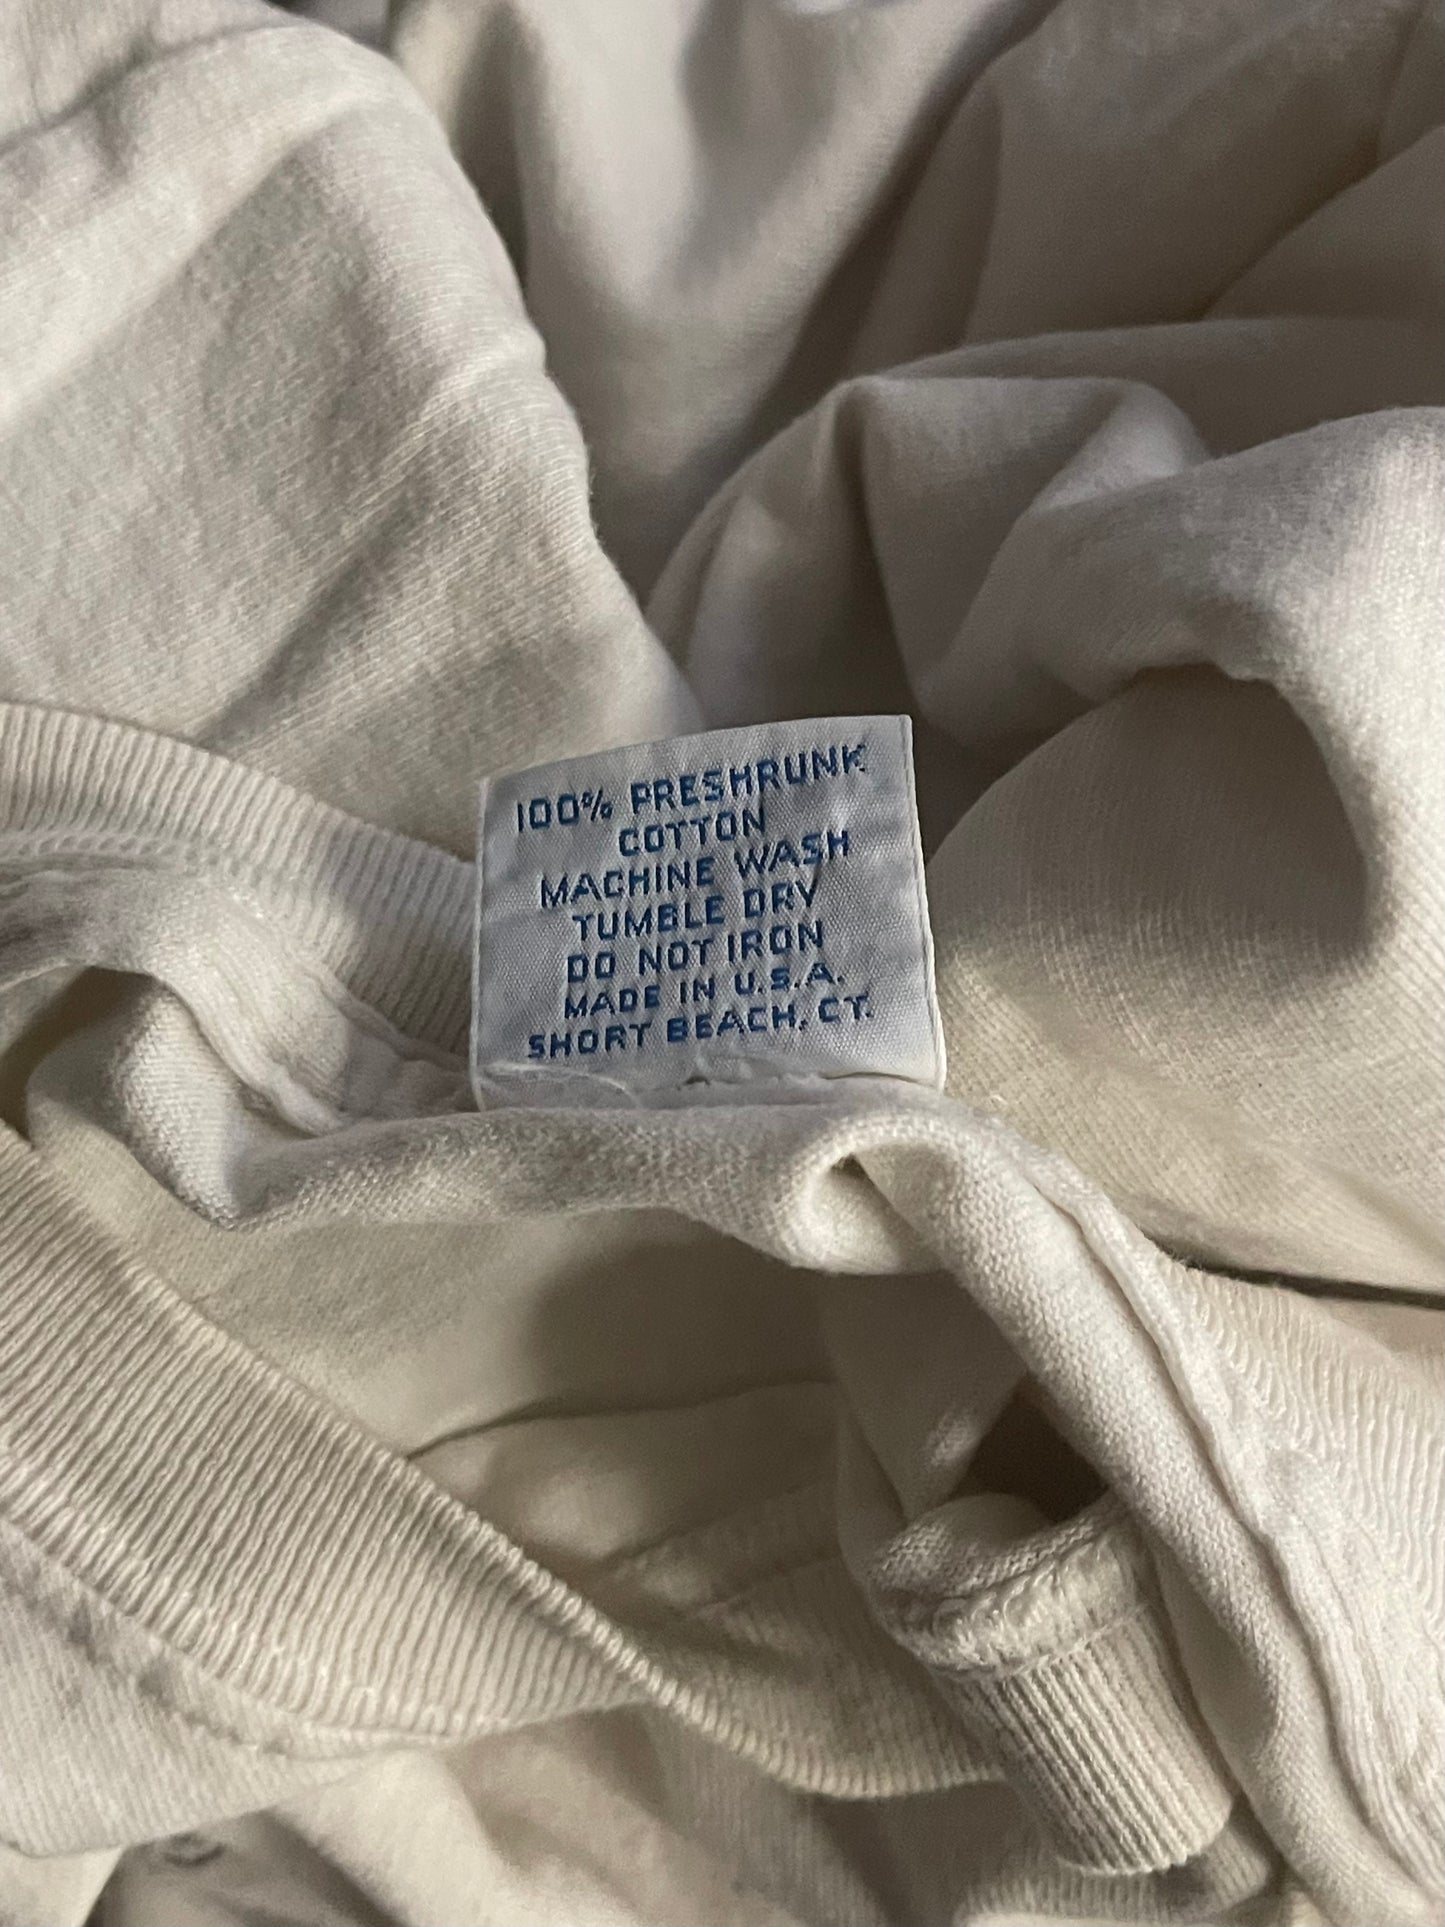 100% PRESHRUNK
COTTON
MACHINE WASH
TUMBLE DRY
DO NOT IRON
MADE IN U.S.A.
SHORT BEACH, CT.